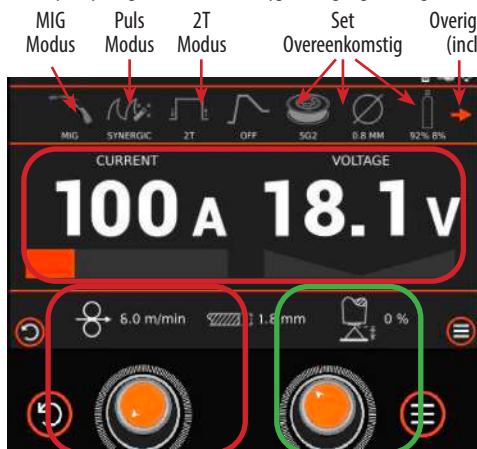 MIG Puls 2T Set Overig
Modus Modus Modus Overeenkomstig (incl
MIG SYNERGIC 2T OFF SG2 0.8 MM 92% 8%
CURRENT VOLTAGE
100 A 18.1 V
6.0 m/min 1.8 mm 0 %